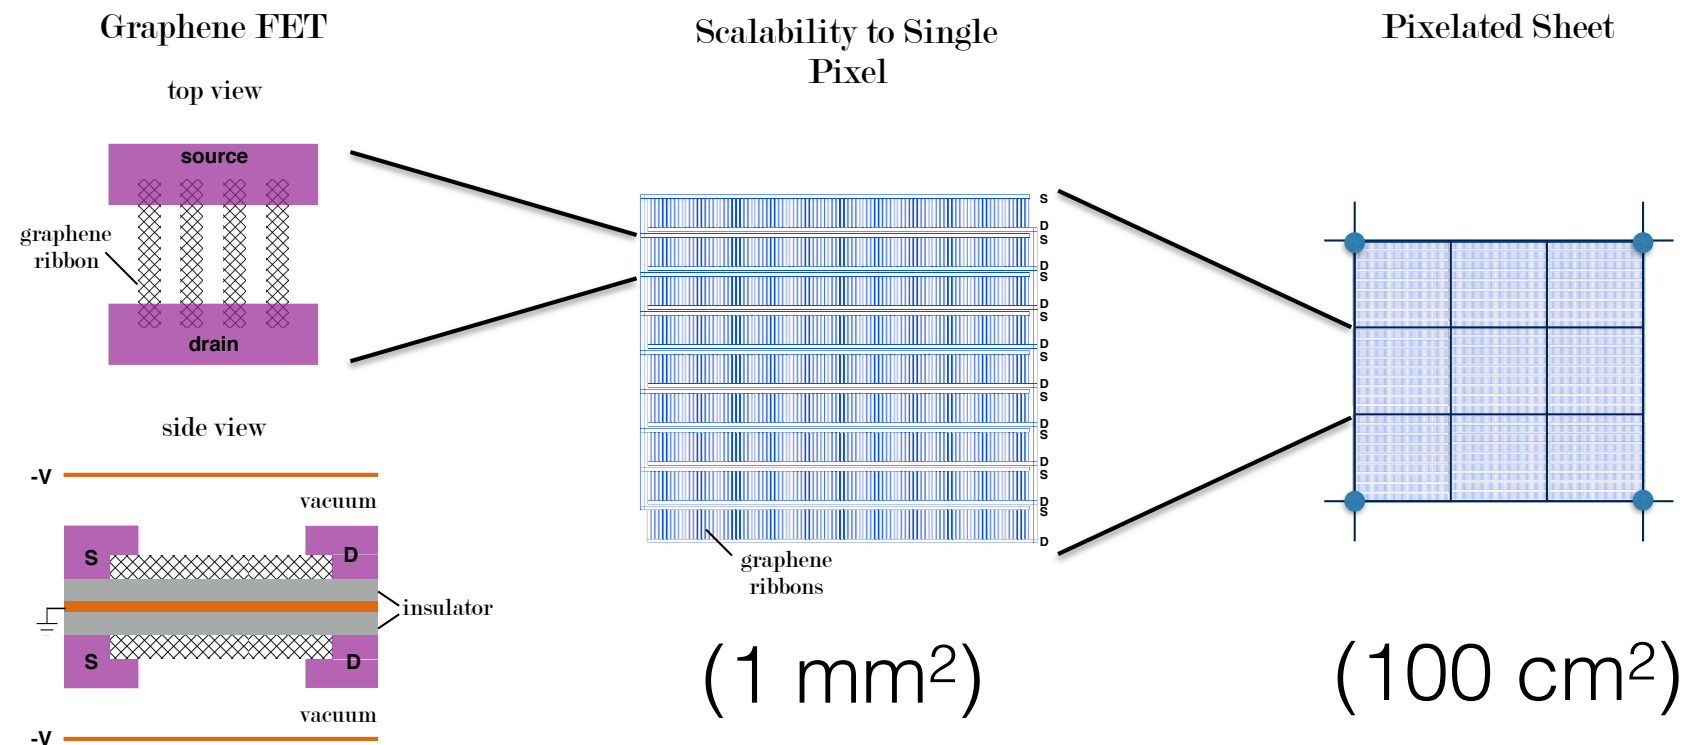 Graphene FET
top view
source
graphene
ribbon
drain
side view
-V
vacuum
S
D
insulator
S
D
vacuum
-V
Scalability to Single
Pixel
S
D
S
D
S
D
S
D
S
D
S
D
S
D
S
D
S
D
graphene
ribbons
(1 mm²)
Pixelated Sheet
(100 cm²)